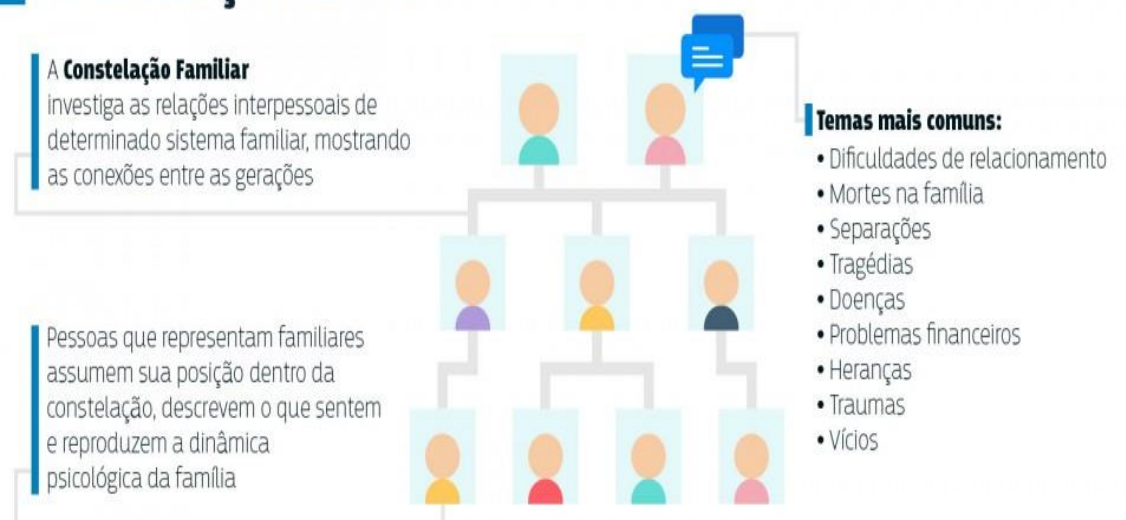 A Constelação Familiar
investiga as relações interpessoais de
determinado sistema familiar, mostrando
as conexões entre as gerações
Pessoas que representam familiares
assumem sua posição dentro da
constelação, descrevem o que sentem
e reproduzem a dinâmica
psicológica da família
Temas mais comuns:
• Dificuldades de relacionamento
• Mortes na família
• Separações
• Tragédias
• Doenças
• Problemas financeiros
• Heranças
• Traumas
• Vícios